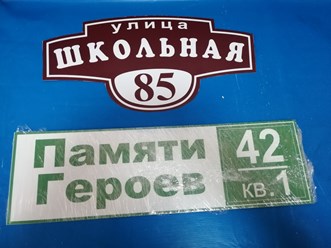 улица
ШКОЛЬНАЯ
85
Памяти
Героев
42
кв.1